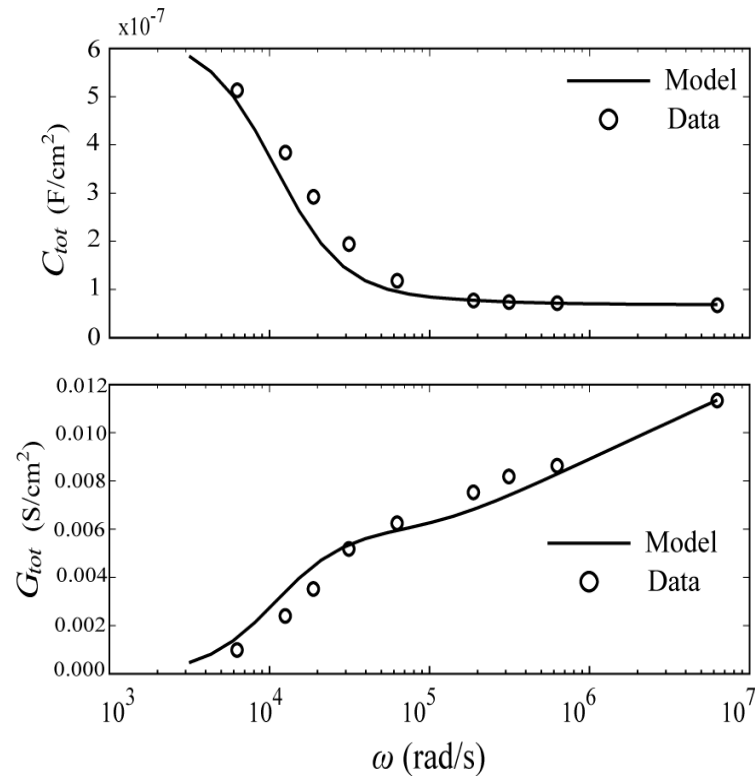 x10-7
6
5
4
3
2
1
0
Ctot (F/cm2)
Model
Data
0.012
0.010
0.008
0.006
0.004
0.002
0.000
Gtot (S/cm2)
Model
Data
103 104 105 106 107
ω (rad/s)